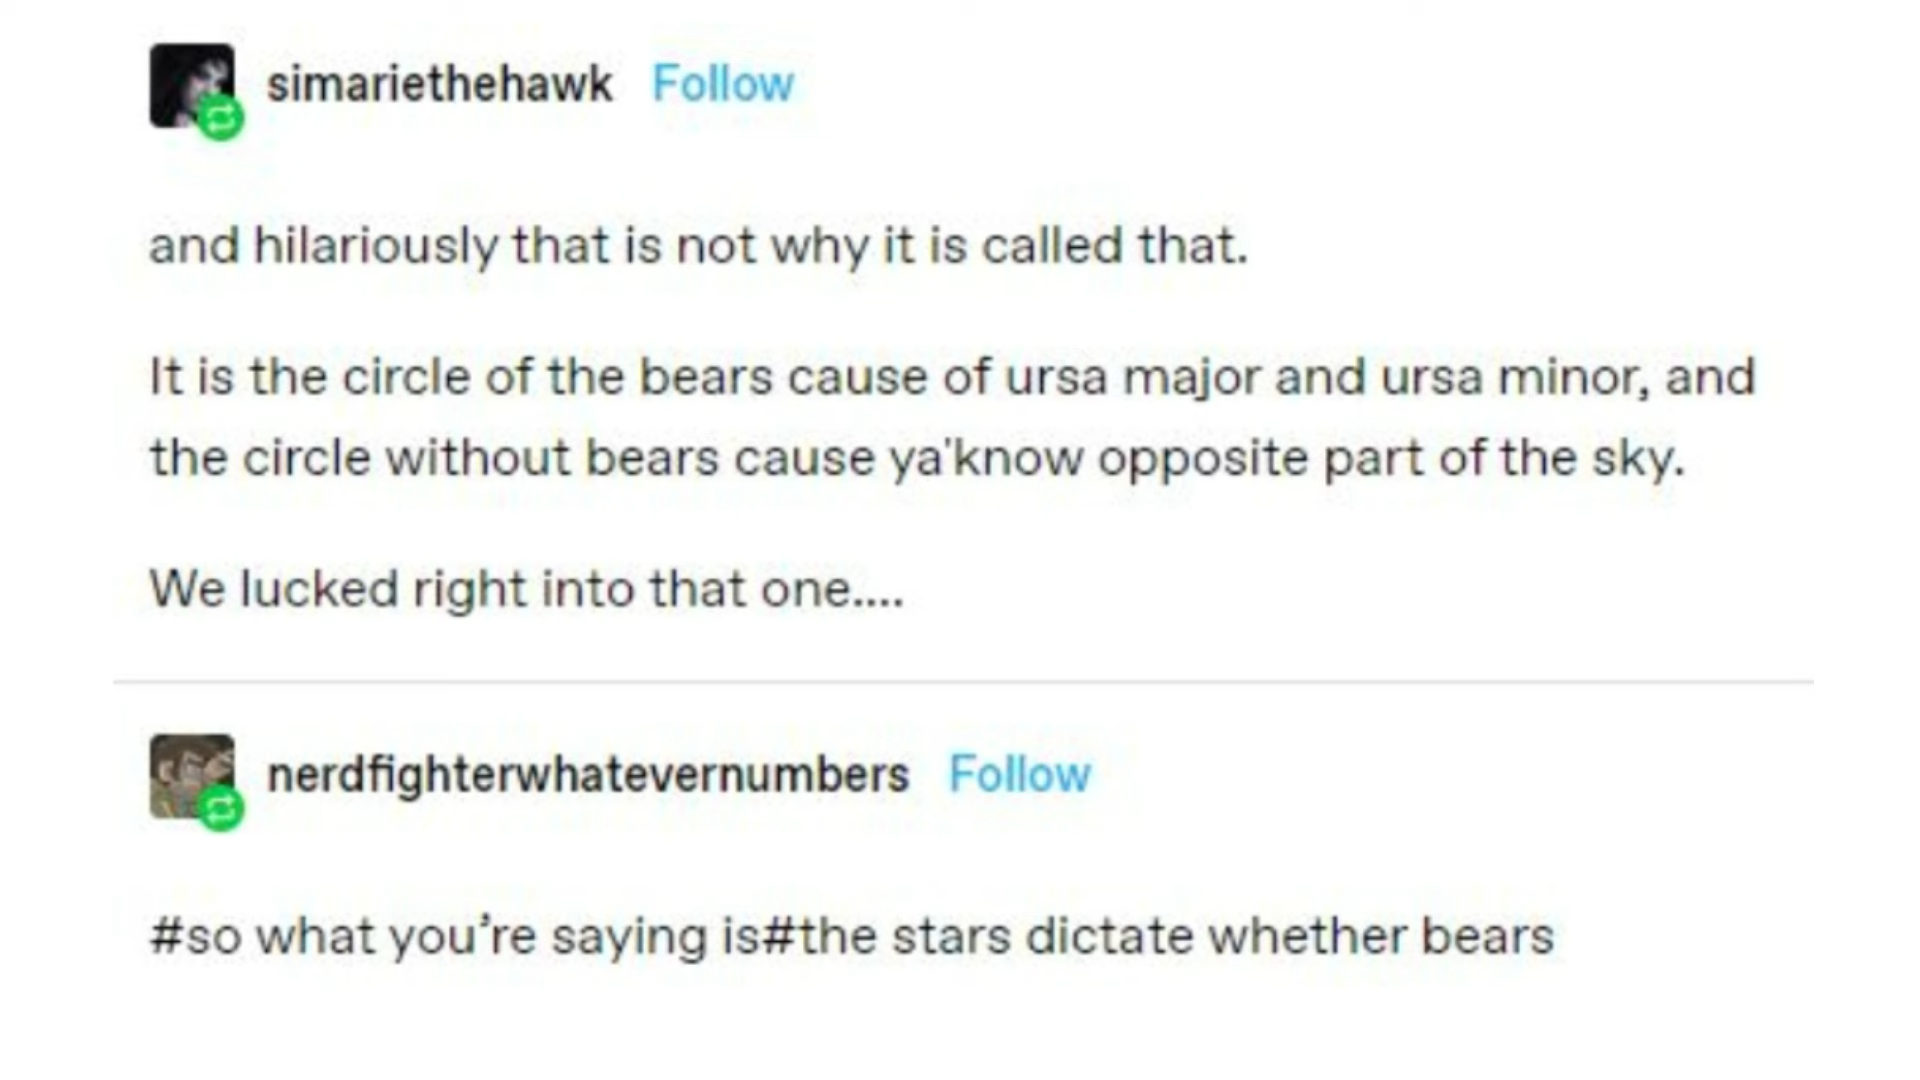 simariethehawk Follow
and hilariously that is not why it is called that.
It is the circle of the bears cause of ursa major and ursa minor, and
the circle without bears cause ya'know opposite part of the sky.
We lucked right into that one....
nerdfighterwhatevernumbers Follow
#so what you’re saying is#the stars dictate whether bears